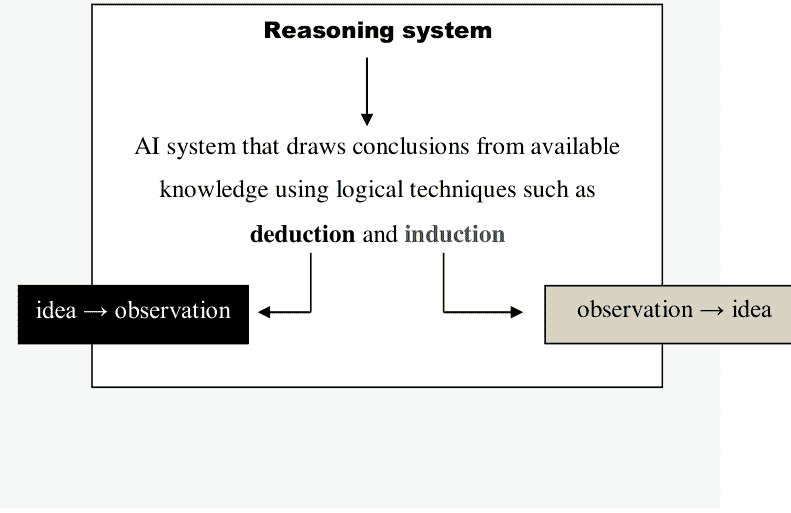 Reasoning system
AI system that draws conclusions from available
knowledge using logical techniques such as
deduction and induction
idea → observation
observation → idea